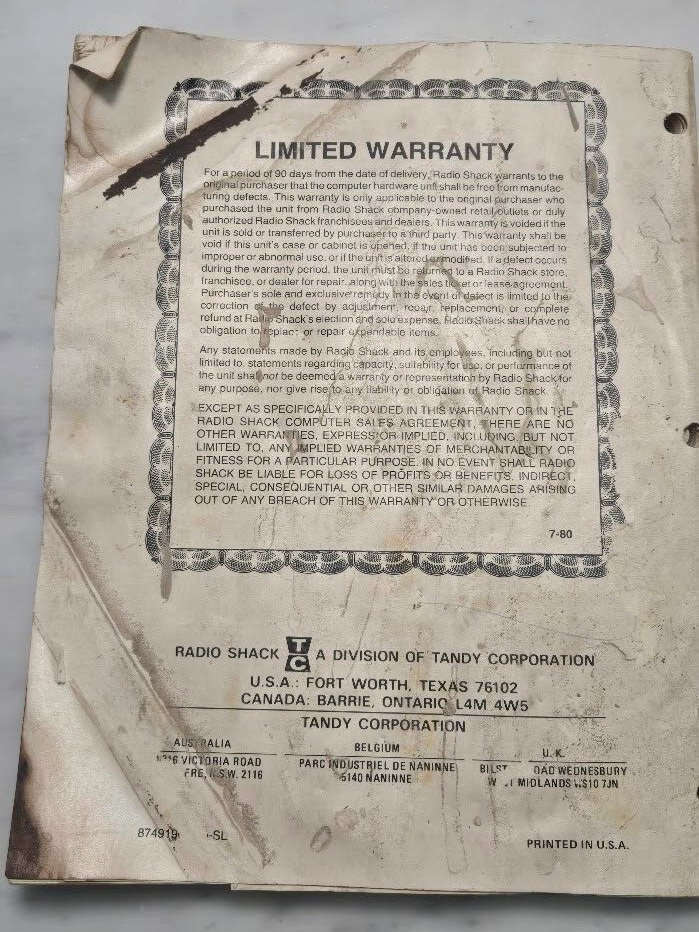 LIMITED WARRANTY
For a period of 90 days from the date of delivery, Radio Shack warrants to the
original purchaser that the computer hardware unit shall be free from manufac-
turing defects. This warranty is only applicable to the original purchaser who
purchased the unit from Radio Shack company-owned retail outlets or duly
authorized Radio Shack franchisees and dealers. This warranty is voided if the
unit is sold or transferred by purchaser to a third party. This warranty shall be
void if this unit's case or cabinet is opened, if the unit has been subjected to
improper or abnormal use, or if the unit is altered or modified. If a defect occurs
during the warranty period, the unit must be returned to a Radio Shack store,
franchisee, or dealer for repair, along with the sales ticket or lease agreement.
Purchaser's sole and exclusive remedy in the event of defect is limited to the
correction of the defect by adjustment, repair, replacement, or complete
refund at Radio Shack's election and sole expense. Radio Shack shall have no
obligation to replace or repair expendable items.
Any statements made by Radio Shack and its employees, including but not
limited to, statements regarding capacity, suitability for use, or performance of
the unit shall not be deemed a warranty or representation by Radio Shack for
any purpose, nor give rise to any liability or obligation of Radio Shack.
EXCEPT AS SPECIFICALLY PROVIDED IN THIS WARRANTY OR IN THE
RADIO SHACK COMPUTER SALES AGREEMENT, THERE ARE NO
OTHER WARRANTIES, EXPRESS OR IMPLIED, INCLUDING, BUT NOT
LIMITED TO, ANY IMPLIED WARRANTIES OF MERCHANTABILITY OR
FITNESS FOR A PARTICULAR PURPOSE. IN NO EVENT SHALL RADIO
SHACK BE LIABLE FOR LOSS OF PROFITS OR BENEFITS, INDIRECT,
SPECIAL, CONSEQUENTIAL OR OTHER SIMILAR DAMAGES ARISING
OUT OF ANY BREACH OF THIS WARRANTY OR OTHERWISE.
7-80
RADIO SHACK TC A DIVISION OF TANDY CORPORATION
U.S.A.: FORT WORTH, TEXAS 76102
CANADA: BARRIE, ONTARIO L4M 4W5
TANDY CORPORATION
AUSTRALIA BELGIUM U. K.
VICTORIA ROAD PARC INDUSTRIEL DE NANINNE WEDNESBURY
N.S.W. 2116 5140 NANINNE MIDLANDS WS10 7JN
874919 -SL
PRINTED IN U.S.A.